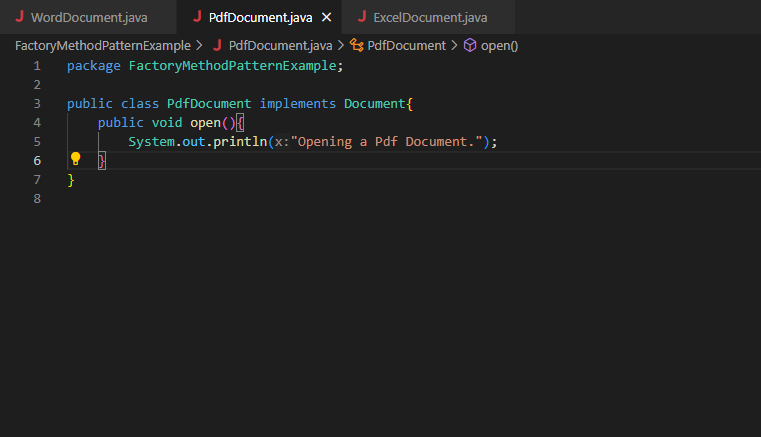 WordDocument.java PdfDocument.java ExcelDocument.java
FactoryMethodPatternExample > PdfDocument.java > PdfDocument > open()
1 package FactoryMethodPatternExample;
2
3 public class PdfDocument implements Document{
4 public void open(){
5 System.out.println(x:"Opening a Pdf Document.");
6 }
7 }
8